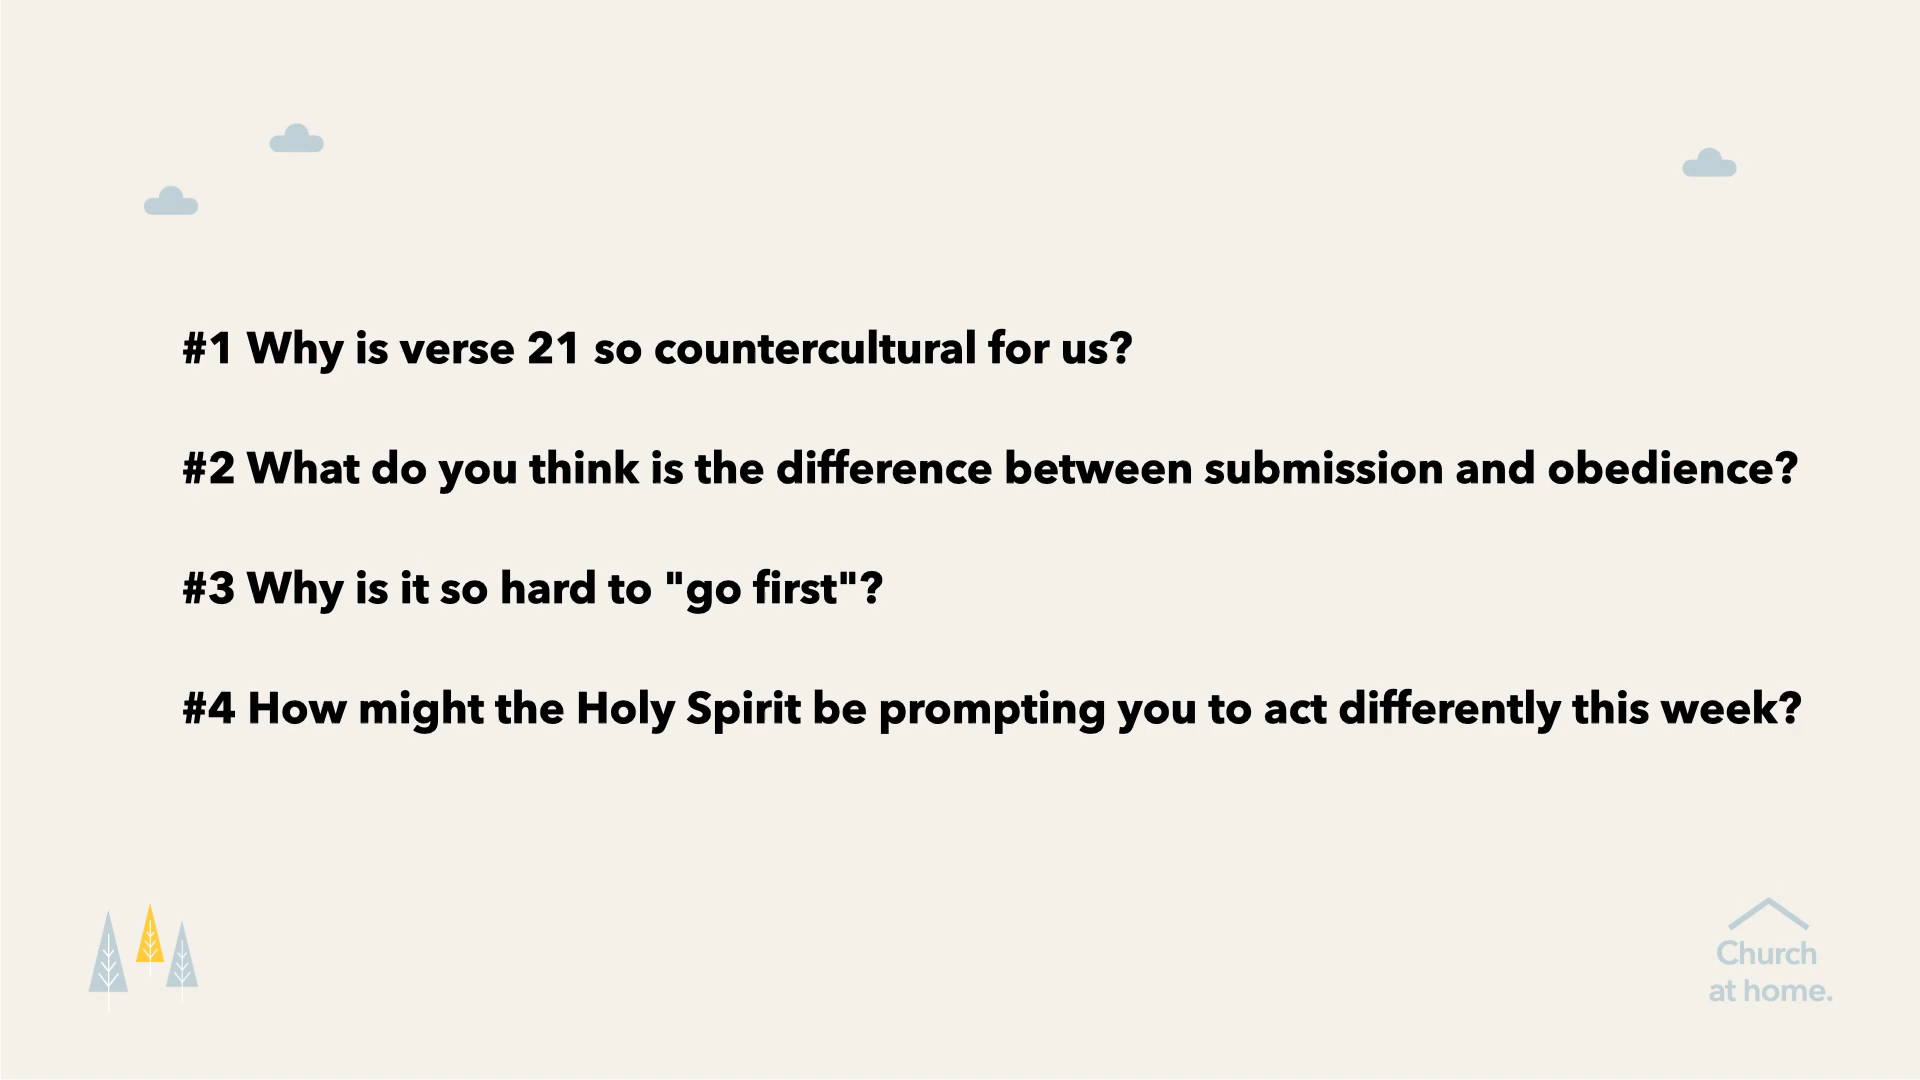 #1 Why is verse 21 so countercultural for us?
#2 What do you think is the difference between submission and obedience?
#3 Why is it so hard to "go first"?
#4 How might the Holy Spirit be prompting you to act differently this week?
Church
at home.